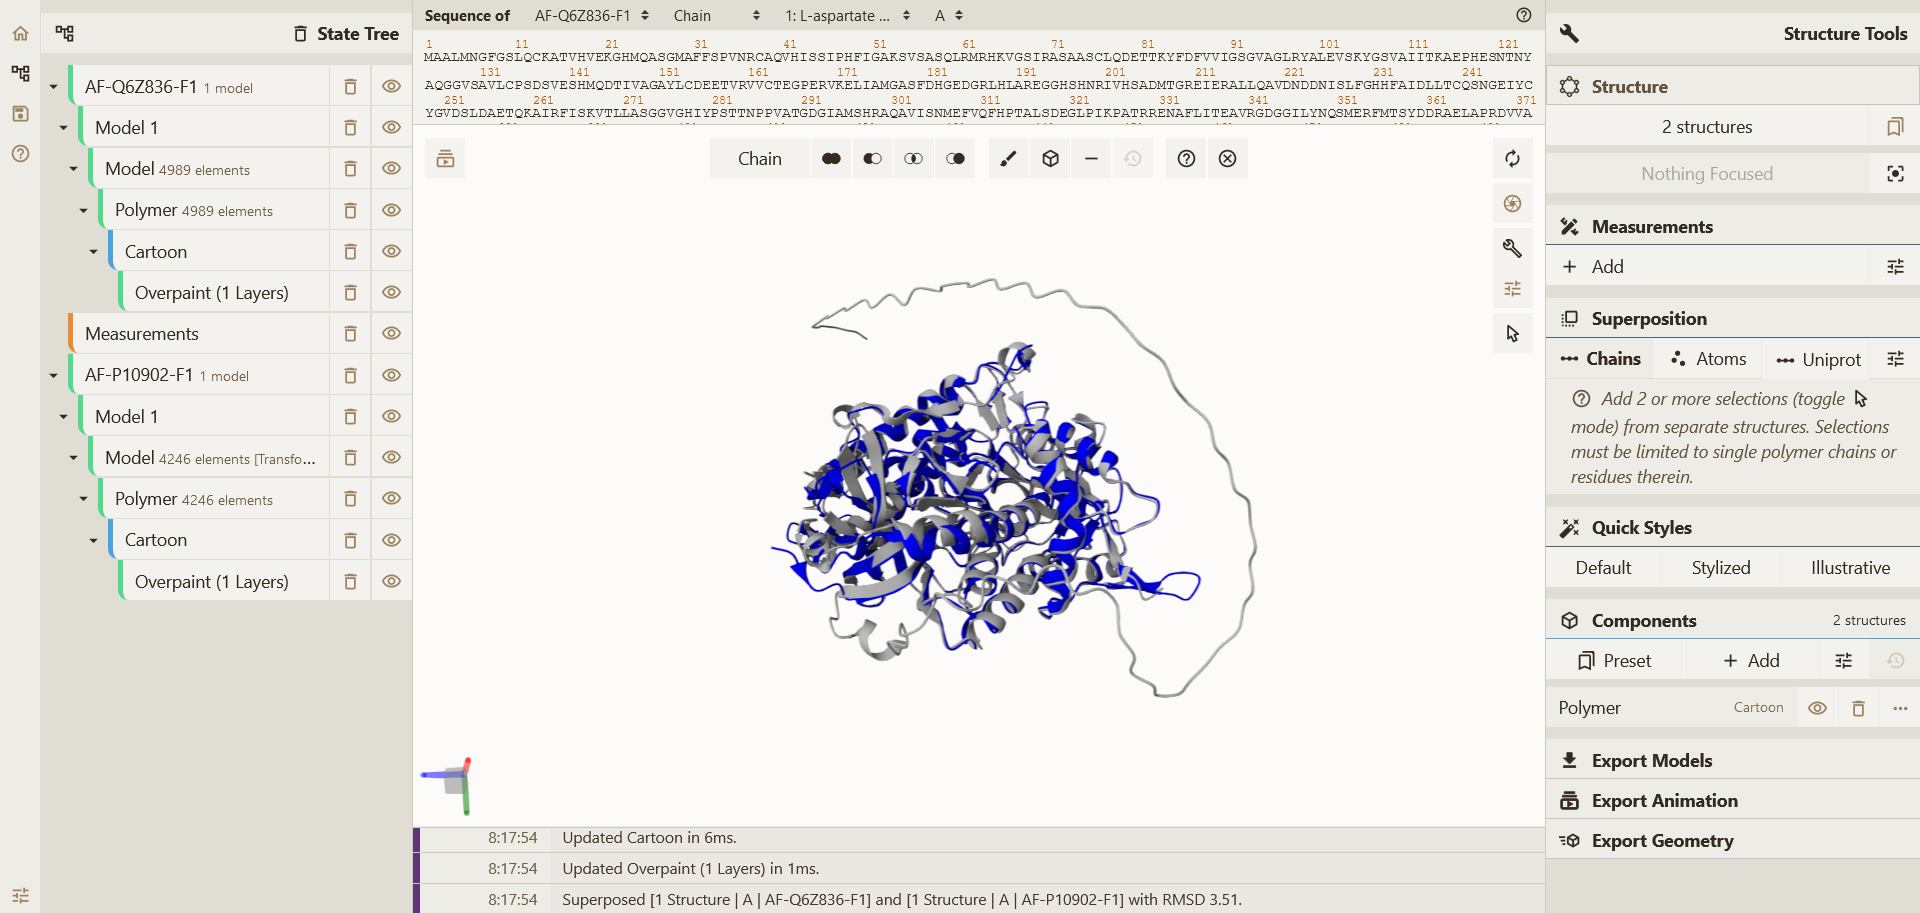 State Tree
AF-Q6Z836-F1 1 model
Model 1
Model 4989 elements
Polymer 4989 elements
Cartoon
Overpaint (1 Layers)
Measurements
AF-P10902-F1 1 model
Model 1
Model 4246 elements [Transfo...
Polymer 4246 elements
Cartoon
Overpaint (1 Layers)
Sequence of AF-Q6Z836-F1 Chain 1: L-aspartate ... A
1 11 21 31 41 51 61 71 81 91 101 111 121
MAALMNGFGSLQCKATVHVEKGHMQASGMAFFSPVNRCAQVHISSIPHFIGAKSVSASQLRMRHKVGSIRASAASCLQDETTKYFDFVVIGSGVAGLRYALEVSKYGSVAIITKAEPHESNTNY
131 141 151 161 171 181 191 201 211 221 231 241
AQGGVSAVLCPSDSVESHMQDTIVAGAYLCDEETVRVVCTEGPERVKELIAMGASFDHGEDGRLHLAREGGHSHNRIVHSADMTGREIERALLQAVDNDDNISLFGHHFAIDLLTCQSNGEIYC
251 261 271 281 291 301 311 321 331 341 351 361 371
YGVDSLDAETQKAIRFISKVTLLASGGVGHIYPSTTNPPVATGDGIAMSHRAQAVISNMEFVQFHPTALSDEGLPIKPATRRENAFLITEAVRGDGGILYNQSMERFMTSYDDRAELAPRDVVA
Chain
8:17:54 Updated Cartoon in 6ms.
8:17:54 Updated Overpaint (1 Layers) in 1ms.
8:17:54 Superposed [1 Structure | A | AF-Q6Z836-F1] and [1 Structure | A | AF-P10902-F1] with RMSD 3.51.
Structure Tools
Structure
2 structures
Nothing Focused
Measurements
Add
Superposition
Chains Atoms Uniprot
Add 2 or more selections (toggle
mode) from separate structures. Selections
must be limited to single polymer chains or
residues therein.
Quick Styles
Default Stylized Illustrative
Components 2 structures
Preset Add
Polymer Cartoon
Export Models
Export Animation
Export Geometry